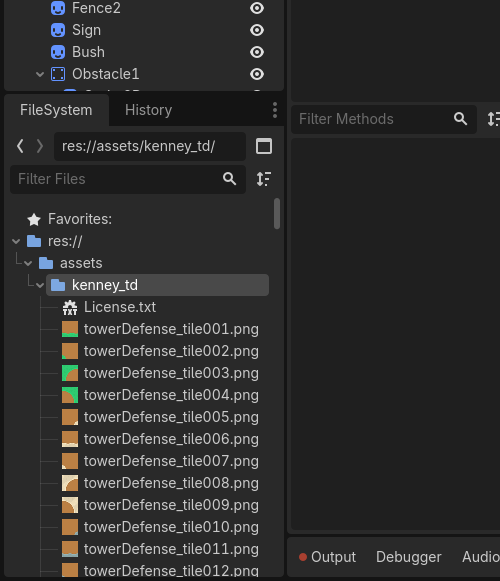 Fence2
Sign
Bush
Obstacle1
FileSystem History
res://assets/kenney_td/
Filter Methods
Filter Files
Favorites:
res://
assets
kenney_td
License.txt
towerDefense_tile001.png
towerDefense_tile002.png
towerDefense_tile003.png
towerDefense_tile004.png
towerDefense_tile005.png
towerDefense_tile006.png
towerDefense_tile007.png
towerDefense_tile008.png
towerDefense_tile009.png
towerDefense_tile010.png
towerDefense_tile011.png
towerDefense_tile012.png
Output Debugger Audio